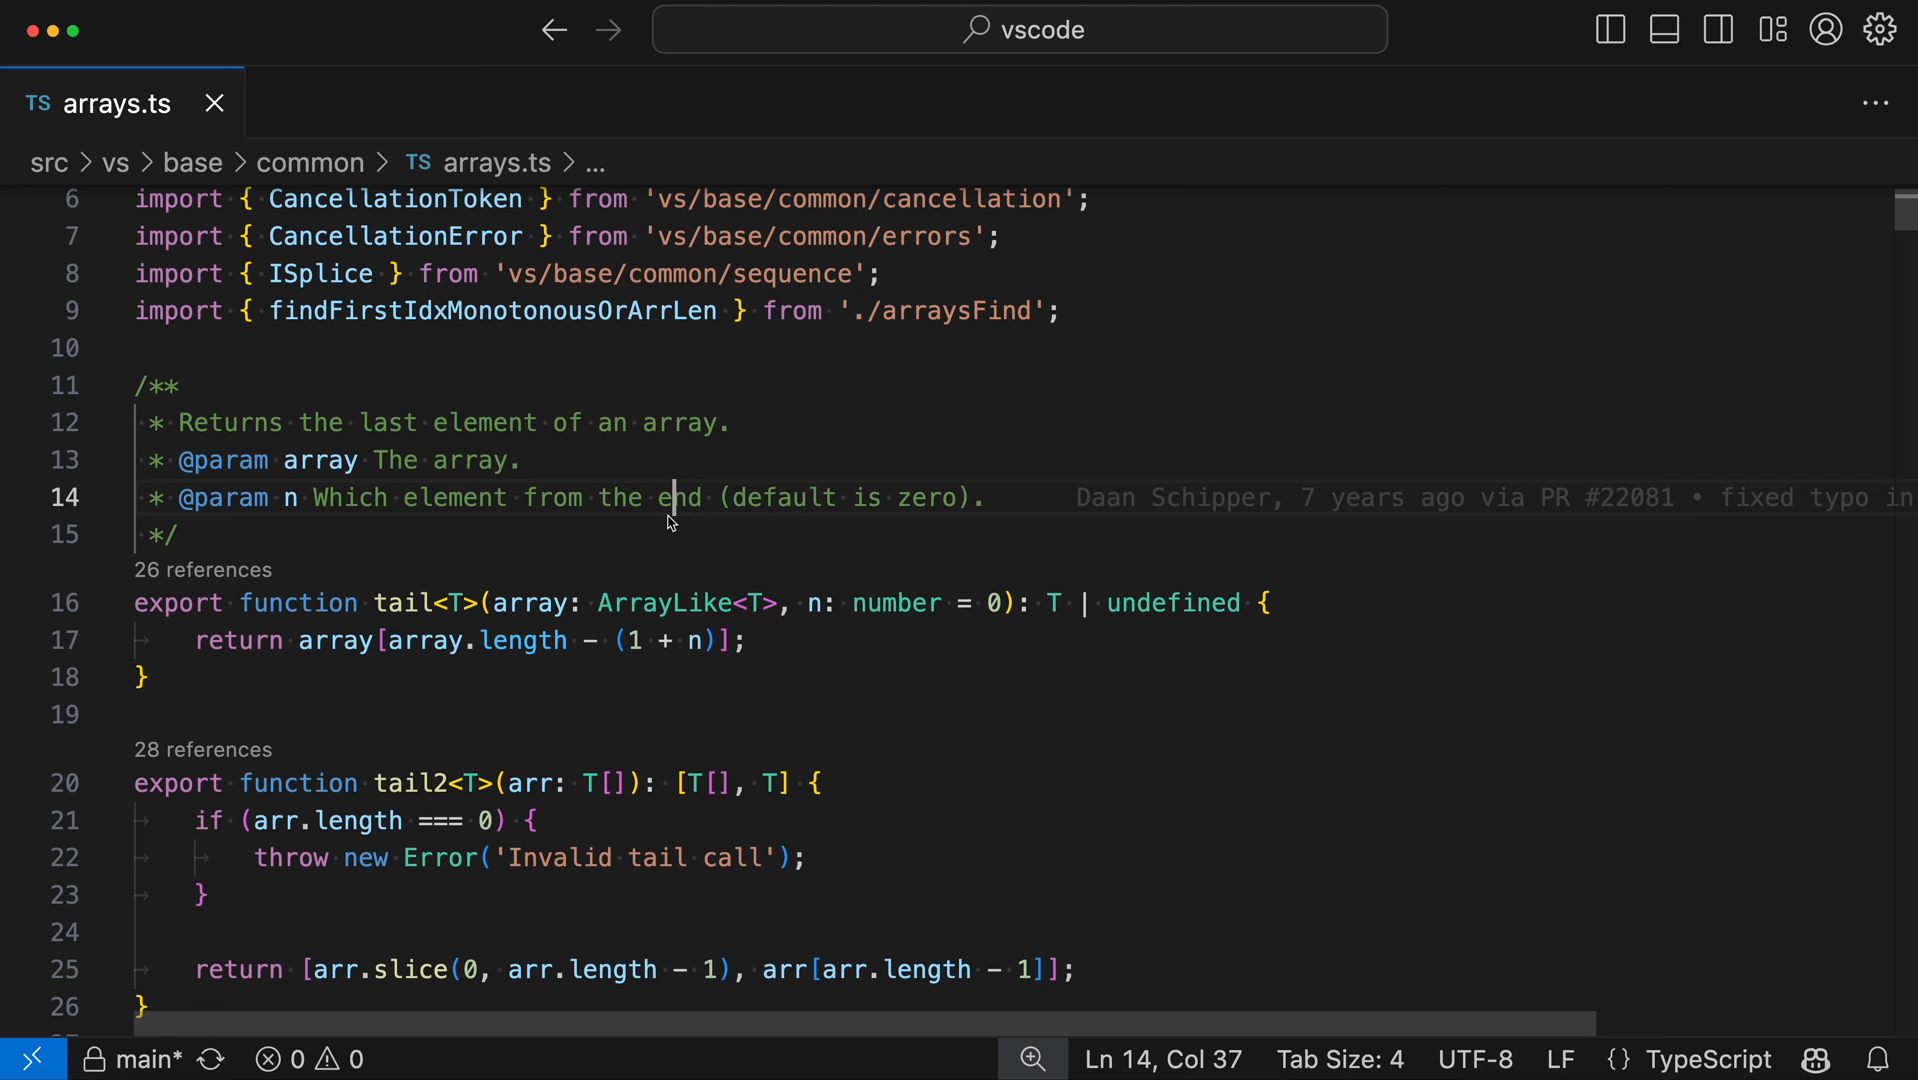 vscode
TS arrays.ts
src > vs > base > common > TS arrays.ts > ...
6 import { CancellationToken } from 'vs/base/common/cancellation';
7 import { CancellationError } from 'vs/base/common/errors';
8 import { ISplice } from 'vs/base/common/sequence';
9 import { findFirstIdxMonotonousOrArrLen } from './arraysFind';
10
11 /**
12 * Returns the last element of an array.
13 * @param array The array.
14 * @param n Which element from the end (default is zero). Daan Schipper, 7 years ago via PR #22081 • fixed typo in
15 */
26 references
16 export function tail<T>(array: ArrayLike<T>, n: number = 0): T | undefined {
17 return array[array.length - (1 + n)];
18 }
19
28 references
20 export function tail2<T>(arr: T[]): [T[], T] {
21 if (arr.length === 0) {
22 throw new Error('Invalid tail call');
23 }
24
25 return [arr.slice(0, arr.length - 1), arr[arr.length - 1]];
26 }
main* 0 0 Ln 14, Col 37 Tab Size: 4 UTF-8 LF {} TypeScript